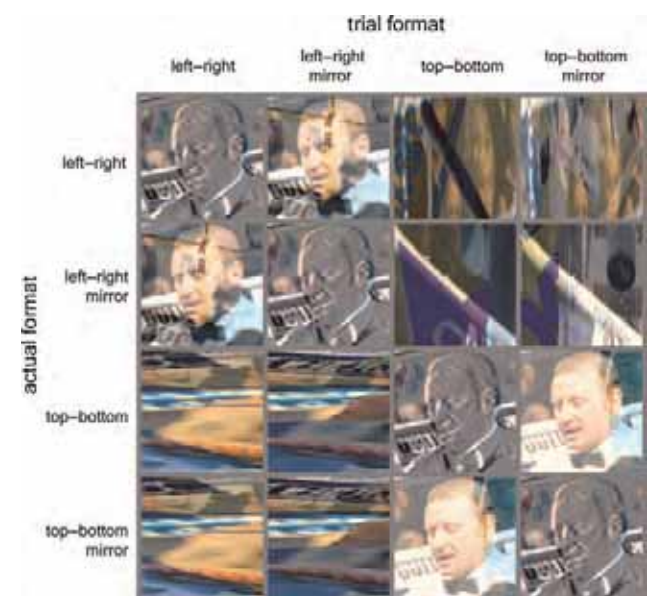 trial format
left–right
left–right
mirror
top–bottom
top–bottom
mirror
left–right
left–right
mirror
actual format
top–bottom
top–bottom
mirror